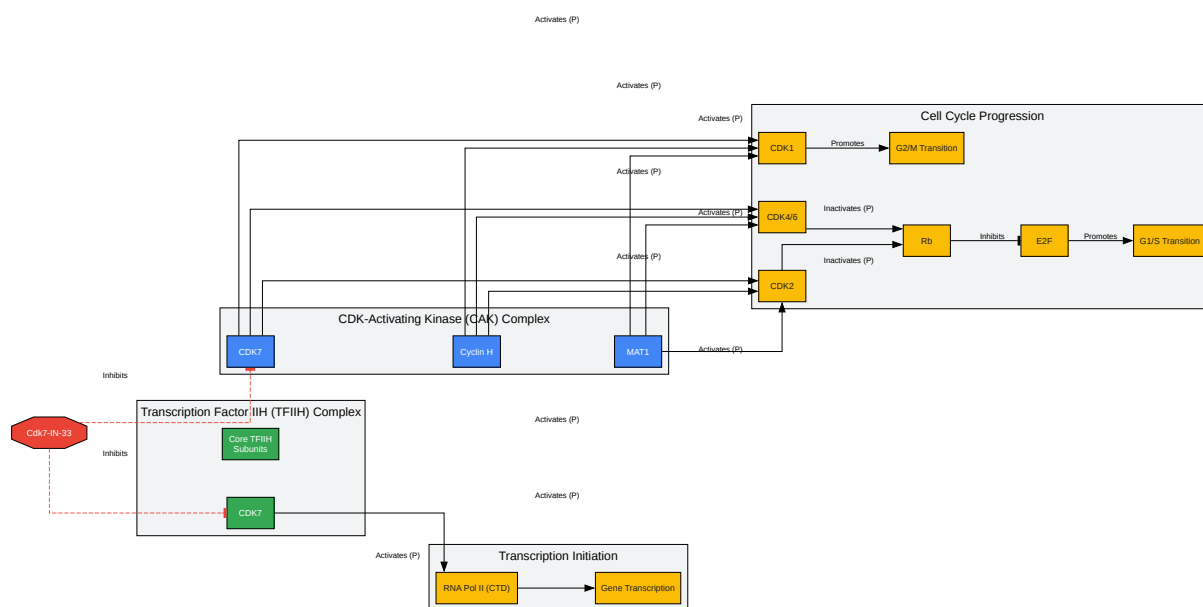 Activates (P)
Activates (P)
Activates (P)
Cell Cycle Progression
CDK1
Promotes
G2/M Transition
Activates (P)
Activates (P)
CDK4/6
Inactivates (P)
Rb
Inhibits
E2F
Promotes
G1/S Transition
Activates (P)
Inactivates (P)
CDK2
CDK-Activating Kinase (CAK) Complex
CDK7
Cyclin H
MAT1
Activates (P)
Inhibits
Transcription Factor IIH (TFIIH) Complex
Activates (P)
Cdk7-IN-33
Core TFIIH
Subunits
Inhibits
Activates (P)
CDK7
Activates (P)
Transcription Initiation
RNA Pol II (CTD)
Gene Transcription